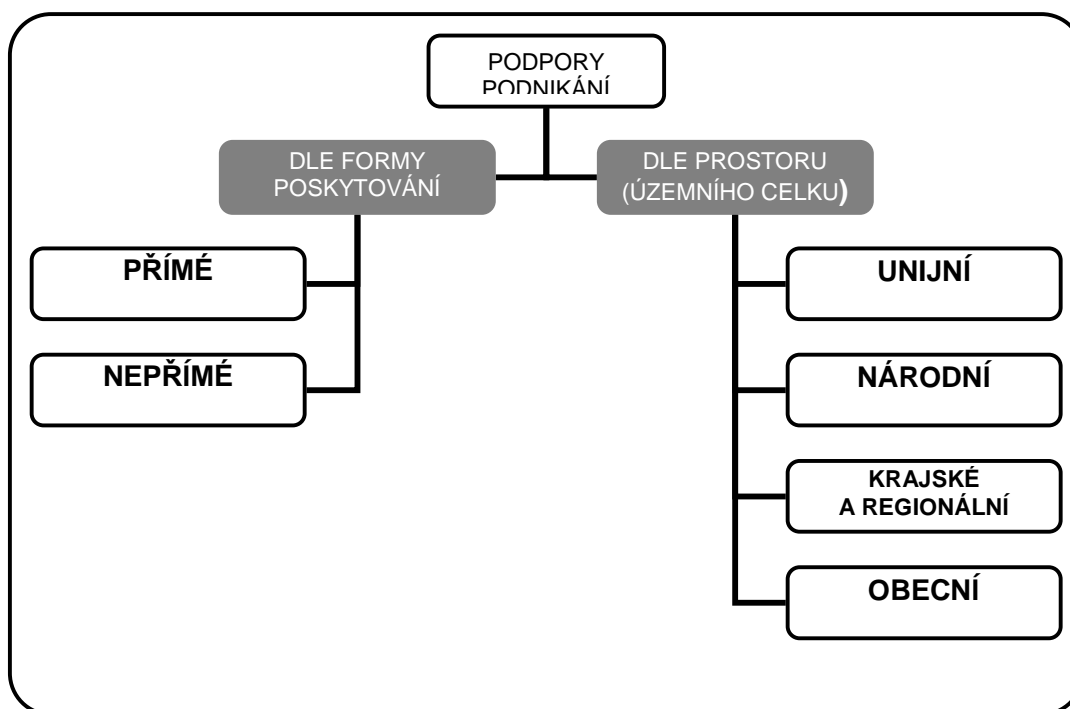 PODPORY
PODNIKÁNÍ
DLE FORMY
POSKYTOVÁNÍ
DLE PROSTORU
(ÚZEMNÍHO CELKU)
PŘÍMÉ
NEPŘÍMÉ
UNIJNÍ
NÁRODNÍ
KRAJSKÉ
A REGIONÁLNÍ
OBECNÍ